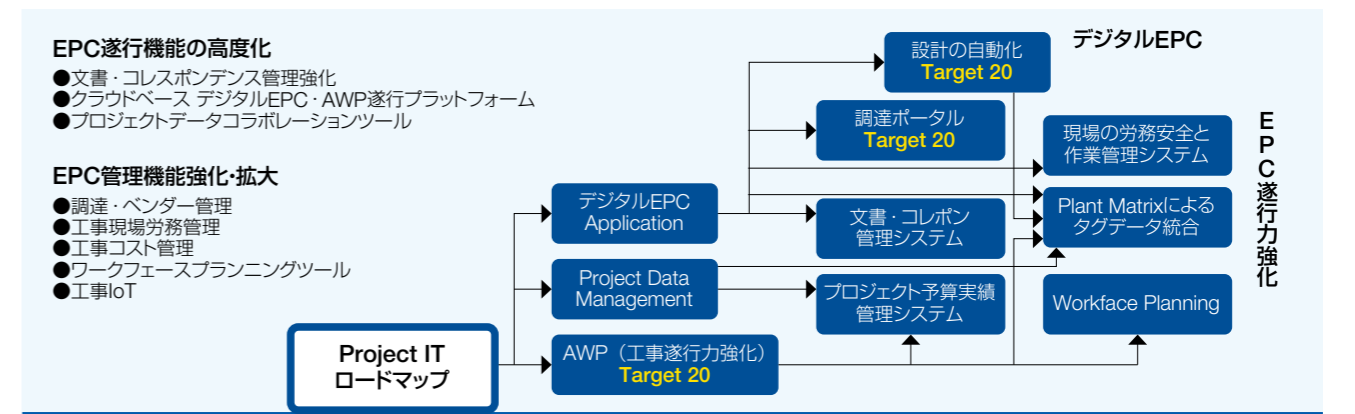 EPC遂行機能の高度化
●文書・コレスポンデンス管理強化
●クラウドベース デジタルEPC・AWP遂行プラットフォーム
●プロジェクトデータコラボレーションツール
EPC管理機能強化・拡大
●調達・ベンダー管理
●工事現場労務管理
●工事コスト管理
●ワークフェースプランニングツール
●工事IoT
Project IT
ロードマップ
デジタルEPC
Application
Project Data
Management
AWP(工事遂行力強化)
Target 20
設計の自動化
Target 20
調達ポータル
Target 20
文書・コレポン
管理システム
プロジェクト予算実績
管理システム
デジタルEPC
現場の労務安全と
作業管理システム
Plant Matrixによる
タグデータ統合
Workface Planning
EPC遂行力強化